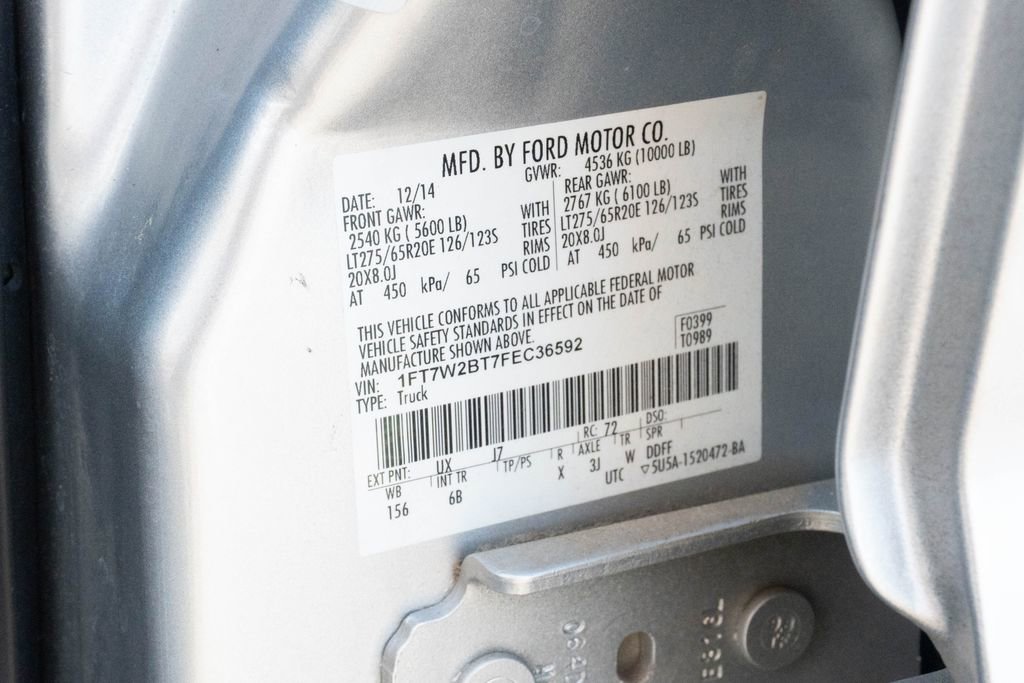 MFD. BY FORD MOTOR CO.
DATE: 12/14 GVWR: 4536 KG (10000 LB)
FRONT GAWR: WITH REAR GAWR: WITH
2540 KG ( 5600 LB) TIRES 2767 KG ( 6100 LB) TIRES
LT275/65R20E 126/123S RIMS LT275/65R20E 126/123S RIMS
20X8.0J 20X8.0J
AT 450 kPa/ 65 PSI COLD AT 450 kPa/ 65 PSI COLD
THIS VEHICLE CONFORMS TO ALL APPLICABLE FEDERAL MOTOR
VEHICLE SAFETY STANDARDS IN EFFECT ON THE DATE OF
MANUFACTURE SHOWN ABOVE.
F0399
T0989
VIN: 1FT7W2BT7FEC36592
TYPE: Truck
EXT PNT: UX J7 RC: 72 DSO:
WB INT TR TP/PS R AXLE TR SPR
156 6B X 3J W DDFF
UTC ▽5U5A-1520472-BA